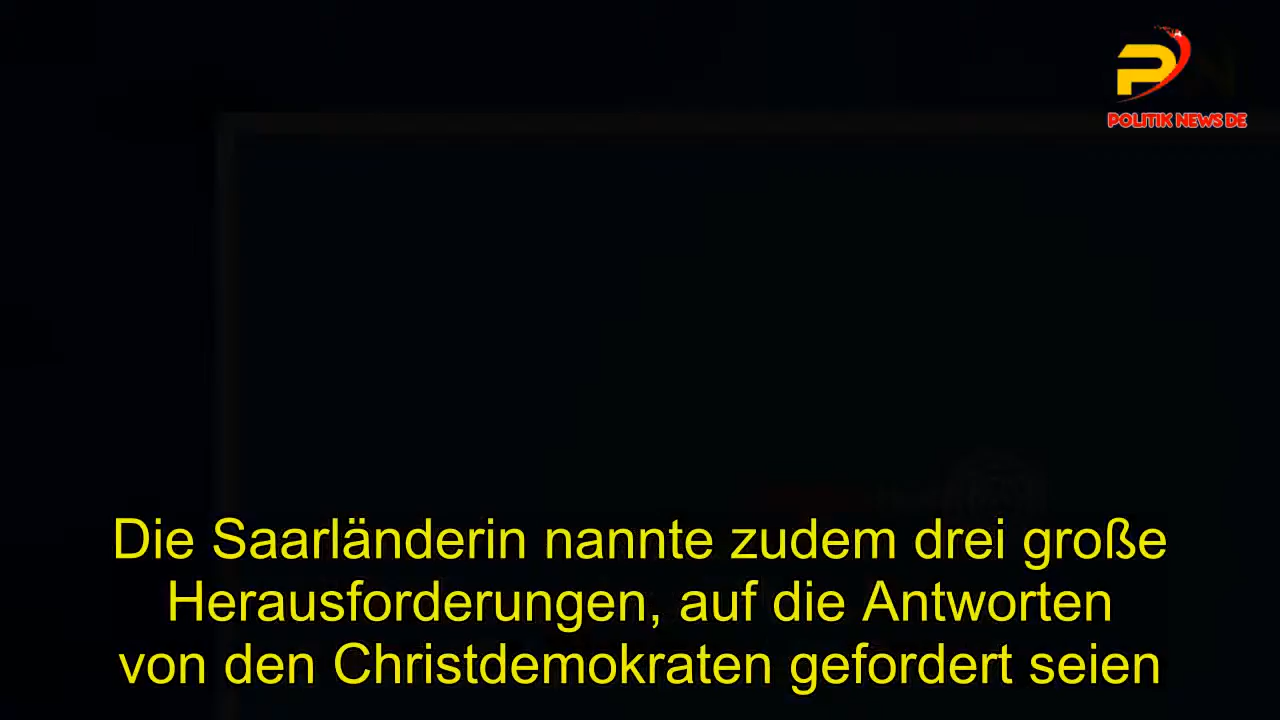 POLITIK NEWS DE
Die Saarländerin nannte zudem drei große
Herausforderungen, auf die Antworten
von den Christdemokraten gefordert seien